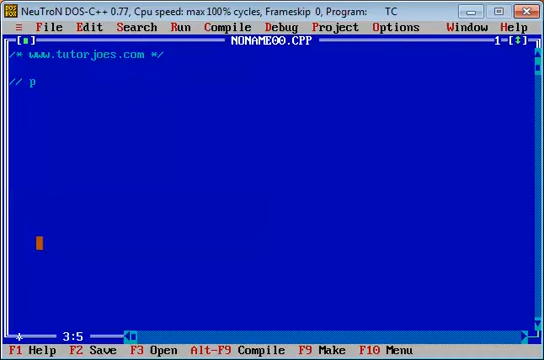 NeuTroN DOS-C++ 0.77, Cpu speed: max 100% cycles, Frameskip 0, Program: TC
≡ File Edit Search Run Compile Debug Project Options Window Help
[■] NONAME00.CPP 1=[↕]
/* www.tutorjoes.com */
// p
* 3:5
F1 Help F2 Save F3 Open Alt-F9 Compile F9 Make F10 Menu